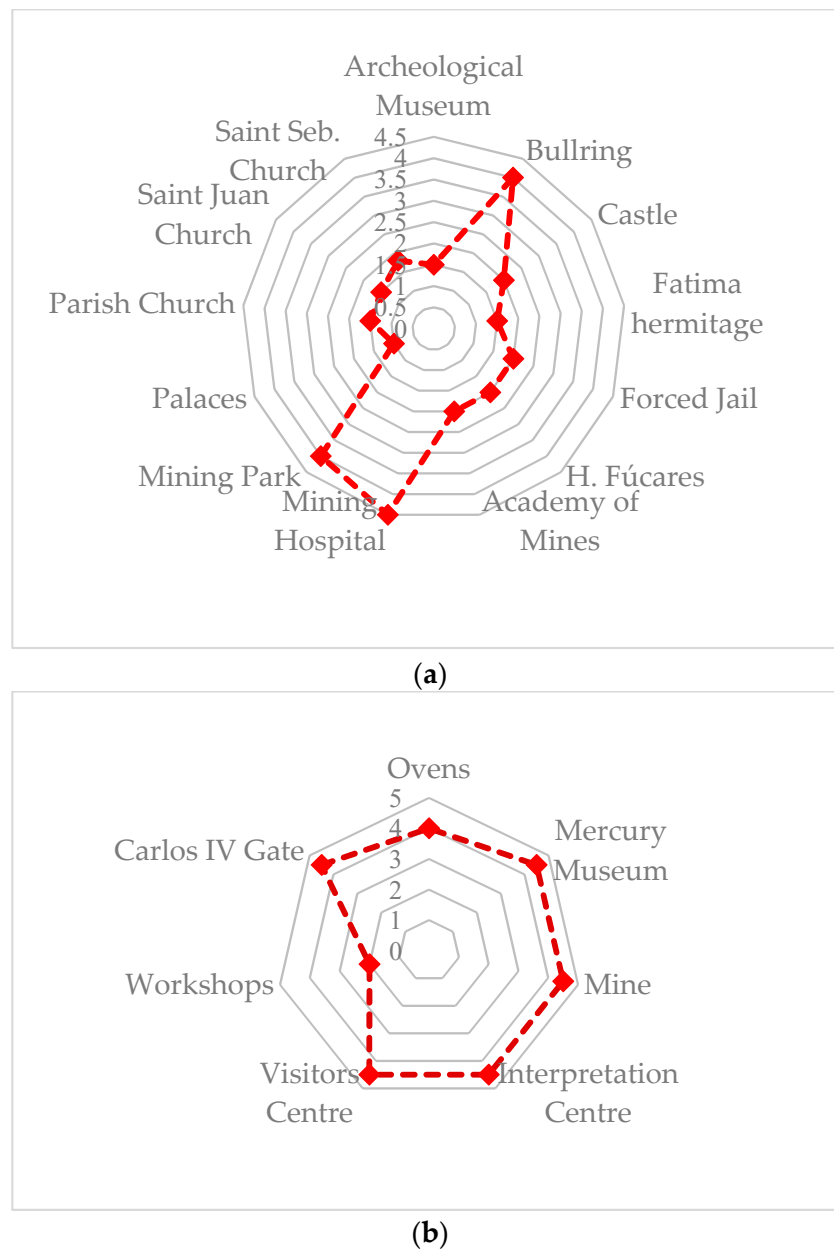 Archeological
Museum
Saint Seb.
Church
Bullring
Saint Juan
Church
Castle
Parish Church
Fatima
hermitage
Palaces
Forced Jail
Mining Park
H. Fúcares
Mining
Hospital
Academy of
Mines
4.5
4
3.5
3
2.5
2
1.5
1
0.5
0
(a)
Ovens
Carlos IV Gate
Mercury
Museum
Workshops
Mine
Visitors
Centre
Interpretation
Centre
5
4
3
2
1
0
(b)